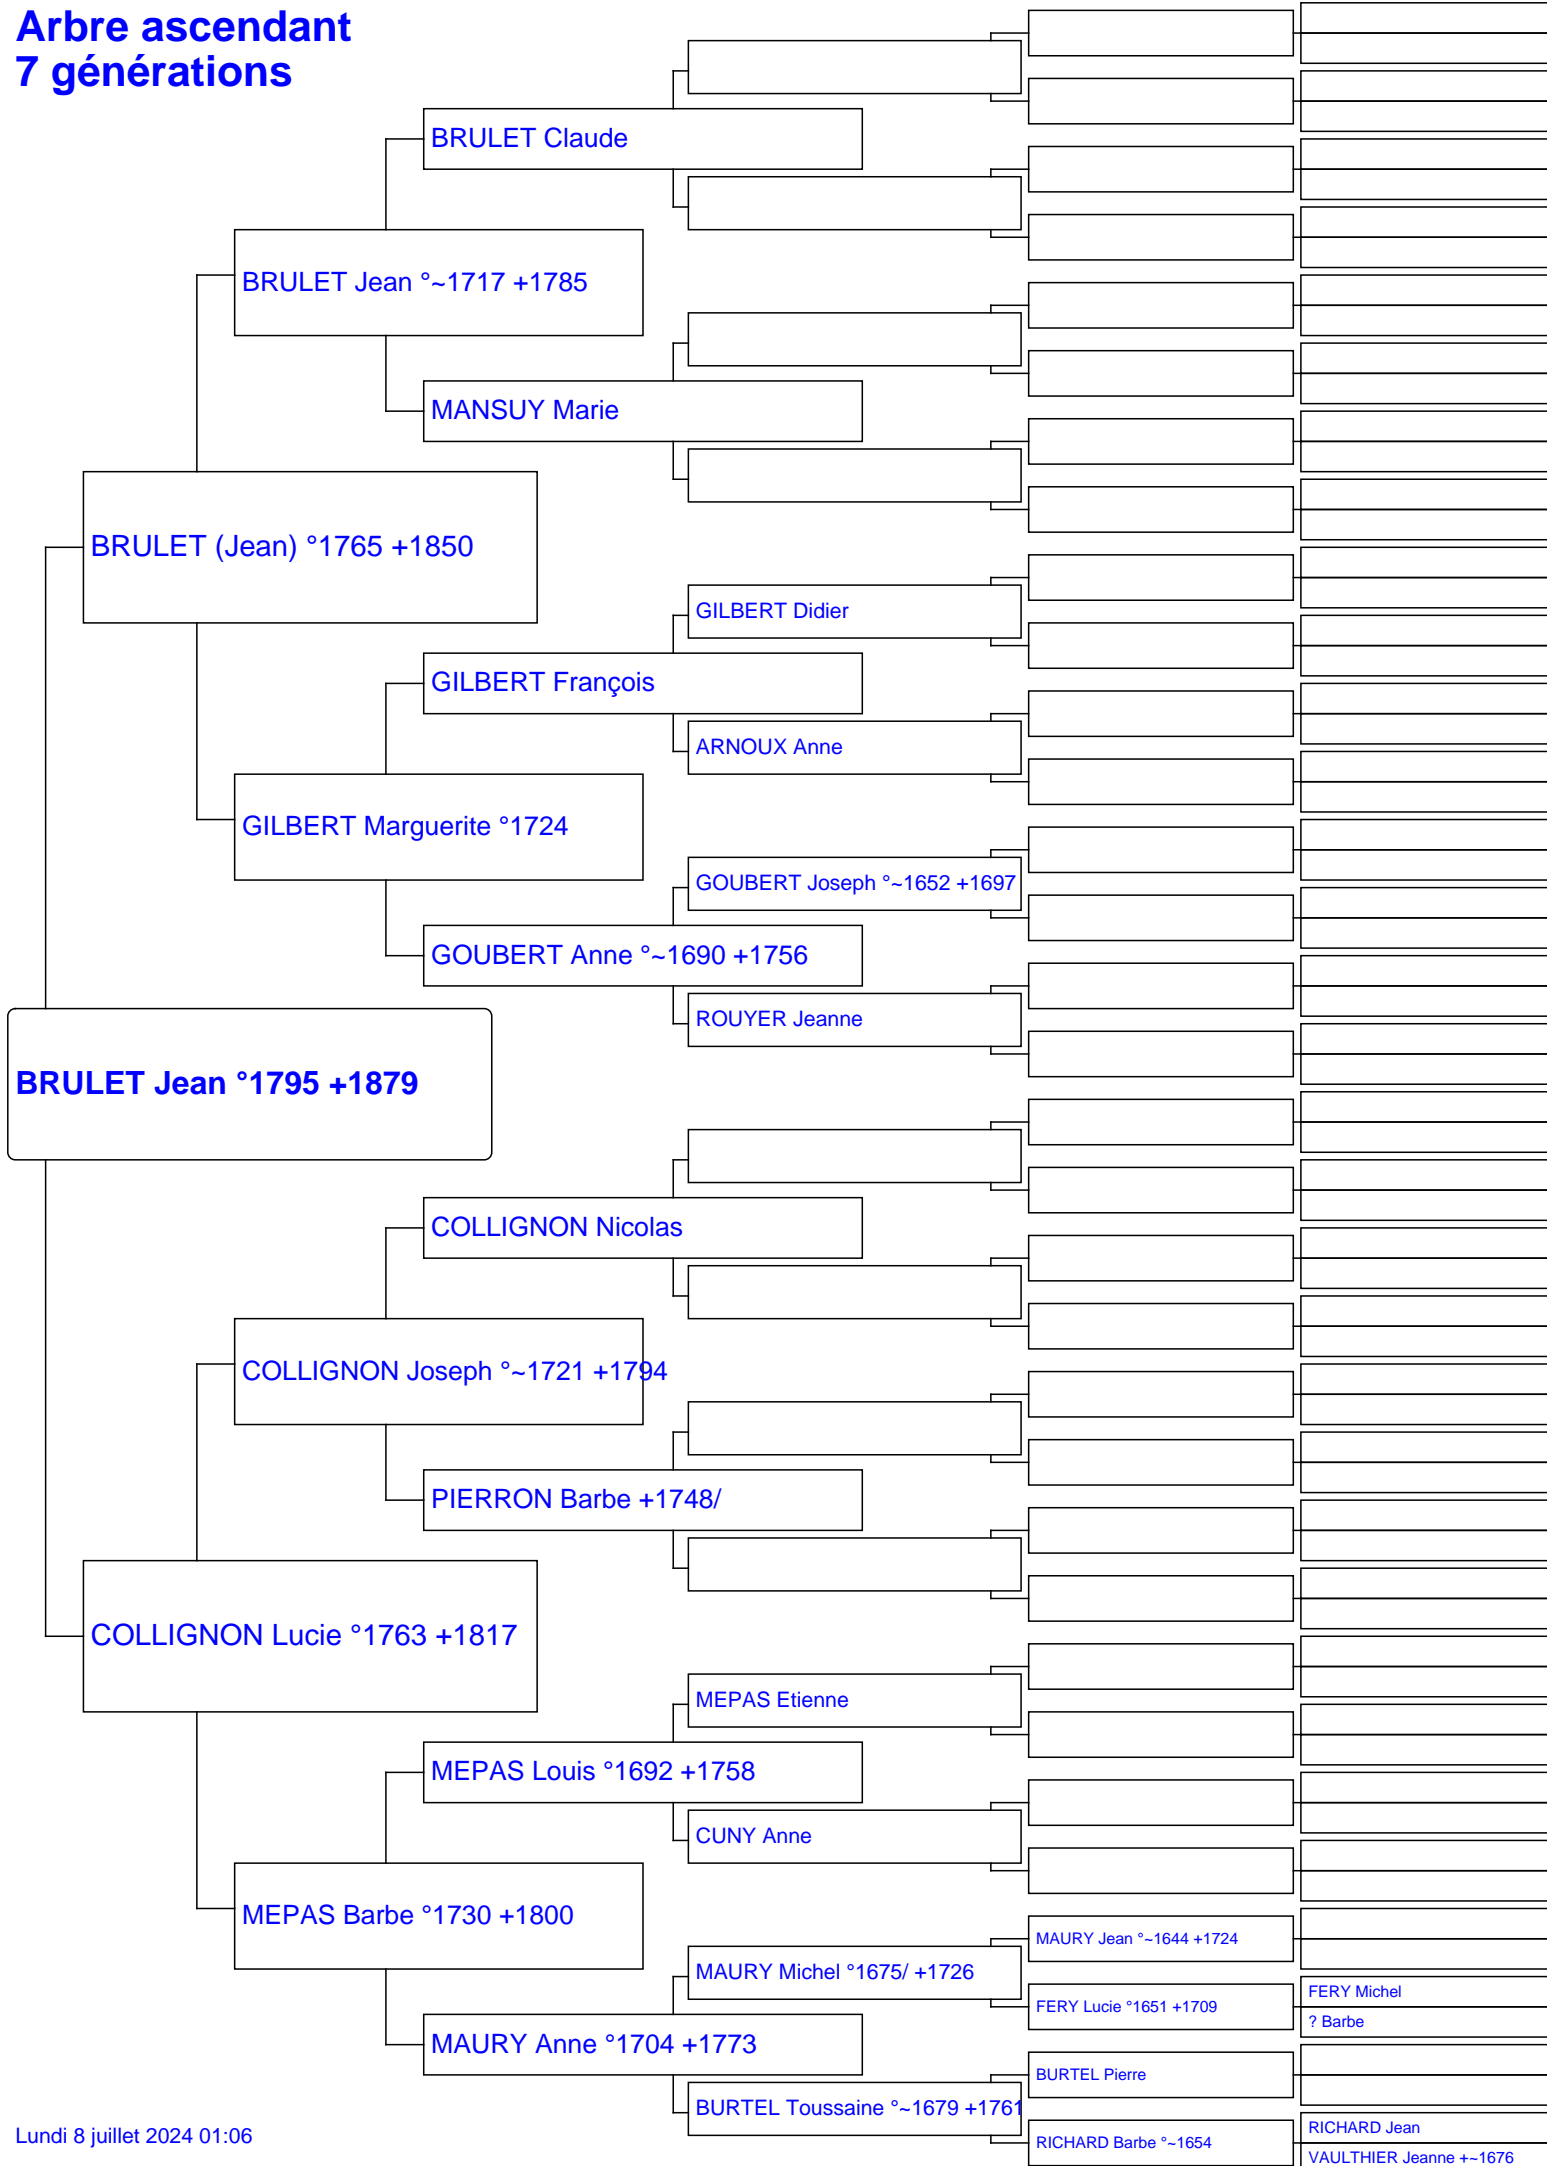 Arbre ascendant
7 générations
BRULET Claude
BRULET Jean °~1717 +1785
MANSUY Marie
BRULET (Jean) °1765 +1850
GILBERT Didier
GILBERT François
ARNOUX Anne
GILBERT Marguerite °1724
GOUBERT Joseph °~1652 +1697
GOUBERT Anne °~1690 +1756
ROUYER Jeanne
BRULET Jean °1795 +1879
COLLIGNON Nicolas
COLLIGNON Joseph °~1721 +1794
PIERRON Barbe +1748/
COLLIGNON Lucie °1763 +1817
MEPAS Etienne
MEPAS Louis °1692 +1758
CUNY Anne
MEPAS Barbe °1730 +1800
MAURY Jean °~1644 +1724
MAURY Michel °1675/ +1726
FERY Michel
FERY Lucie °1651 +1709
? Barbe
MAURY Anne °1704 +1773
BURTEL Pierre
BURTEL Toussaine °~1679 +1761
RICHARD Jean
RICHARD Barbe °~1654
VAULTHIER Jeanne +~1676
Lundi 8 juillet 2024 01:06